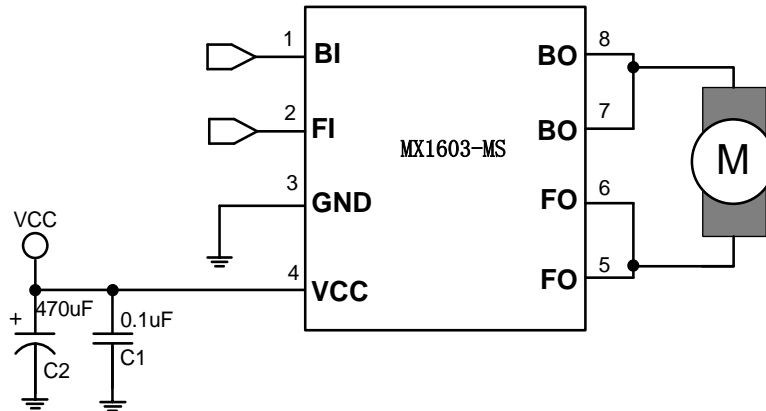 1 BI BO 8
7
2 FI BO
MX1603-MS
M
3 GND FO 6
VCC
4 VCC FO 5
+ 470uF 0.1uF
C2 C1